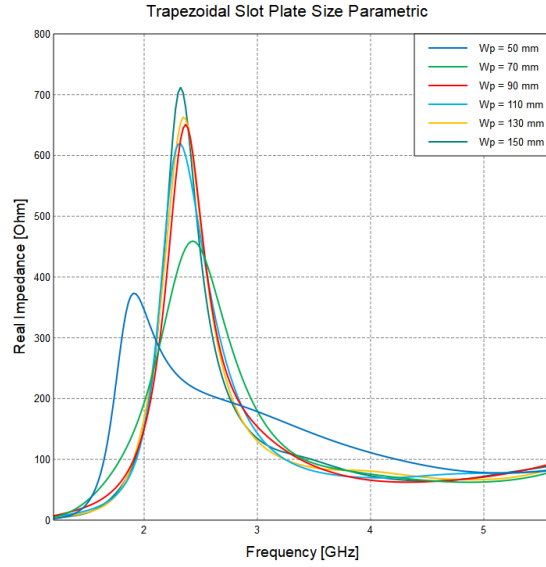 Trapezoidal Slot Plate Size Parametric
800
700
600
500
400
300
200
100
0
Real Impedance [Ohm]
Wp = 50 mm
Wp = 70 mm
Wp = 90 mm
Wp = 110 mm
Wp = 130 mm
Wp = 150 mm
2
3
4
5
Frequency [GHz]